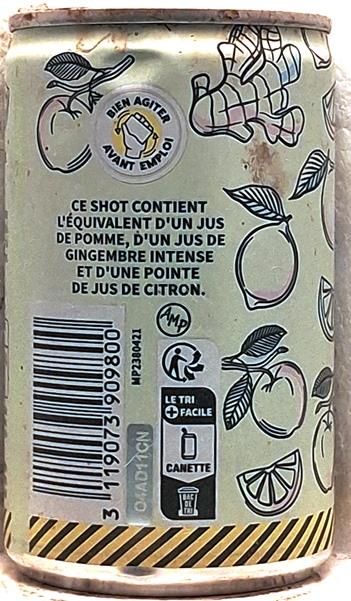 BIEN AGITER
AVANT EMPLOI
CE SHOT CONTIENT
L'ÉQUIVALENT D'UN JUS
DE POMME, D'UN JUS DE
GINGEMBRE INTENSE
ET D'UNE POINTE
DE JUS DE CITRON.
AMP
MP2380421
LE TRI
+ FACILE
CANETTE
BAC
DE
TRI
3 119073 909800
04AD11CN